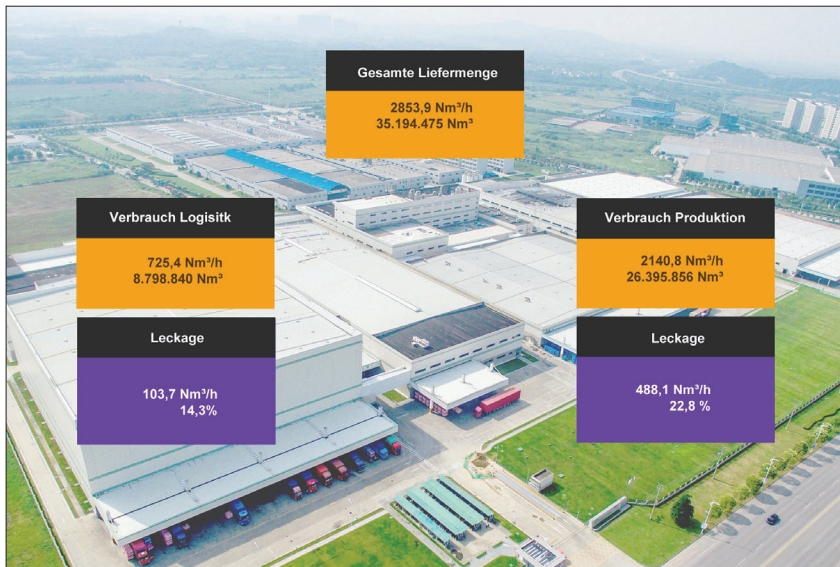 Gesamte Liefermenge
2853,9 Nm³/h
35.194.475 Nm³
Verbrauch Logisitk
725,4 Nm³/h
8.798.840 Nm³
Leckage
103,7 Nm³/h
14,3%
Verbrauch Produktion
2140,8 Nm³/h
26.395.856 Nm³
Leckage
488,1 Nm³/h
22,8 %